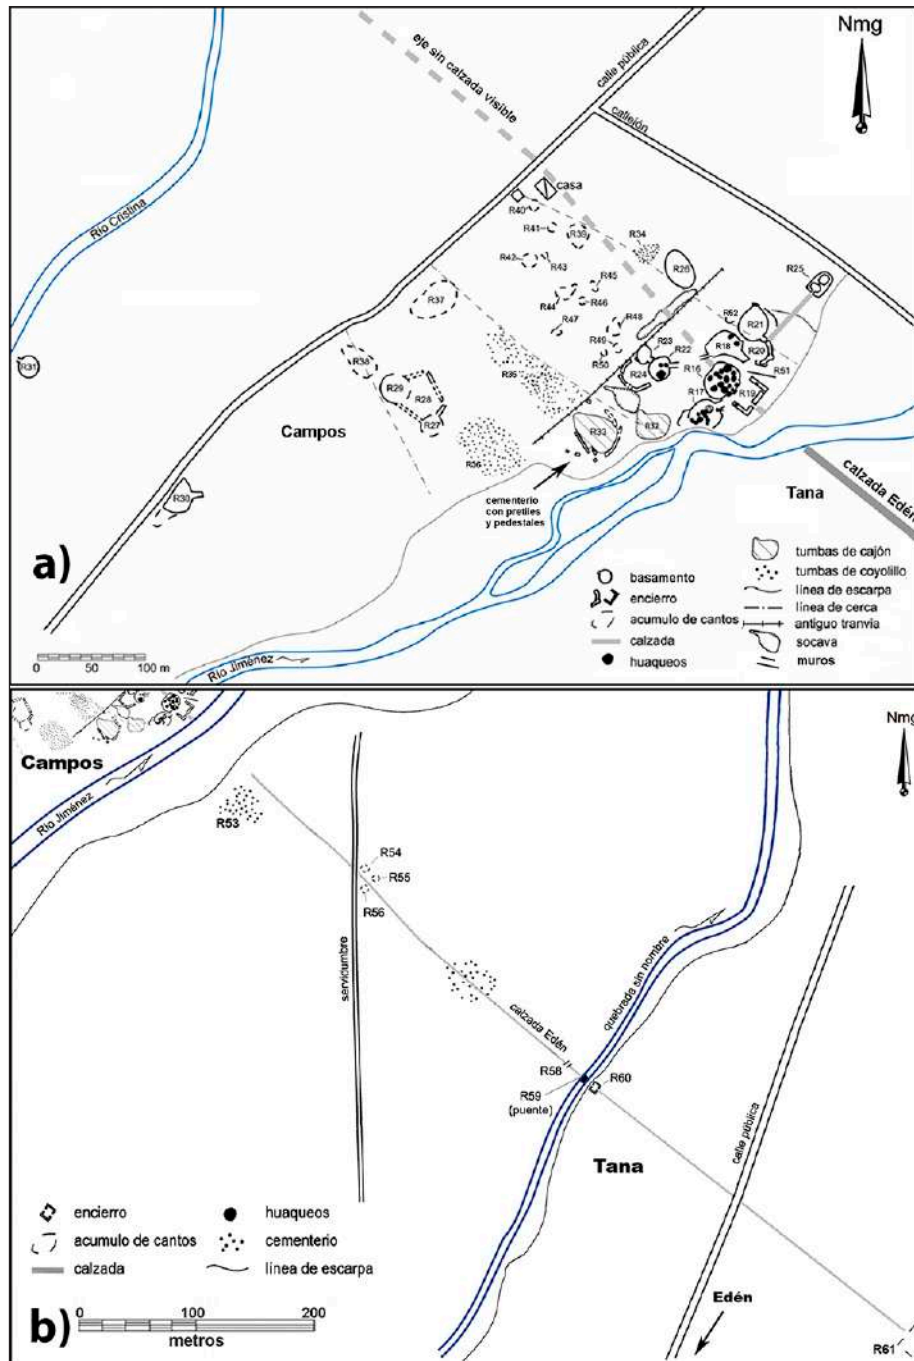 Nmg
calle pública
eje sin calzada visible
callejón
Río Cristina
casa
R40
R41
R39
R34
R42
R43
R26
R25
R45
R37
R44
R46
R52
R21
R47
R48
R18
R20
R38
R49
R23
R22
R50
R24
R16
R51
R31
R29
R28
R35
R17
R19
R27
R33
R32
Campos
R36
R30
cementerio
con pretiles
y pedestales
Tana
calzada Edén
a)
basamento
encierro
acumulo de cantos
calzada
huaqueos
tumbas de cajón
tumbas de coyolillo
línea de escarpa
línea de cerca
antiguo tranvia
socava
muros
0 50 100 m
Río Jiménez
Nmg
Campos
Río Jiménez
R53
R54
R55
R56
servidumbre
quebrada sin nombre
calzada Edén
R58
R60
R59
(puente)
calle pública
Tana
encierro
huaqueos
acumulo de cantos
cementerio
calzada
línea de escarpa
0 100 200
metros
b)
Edén
R61